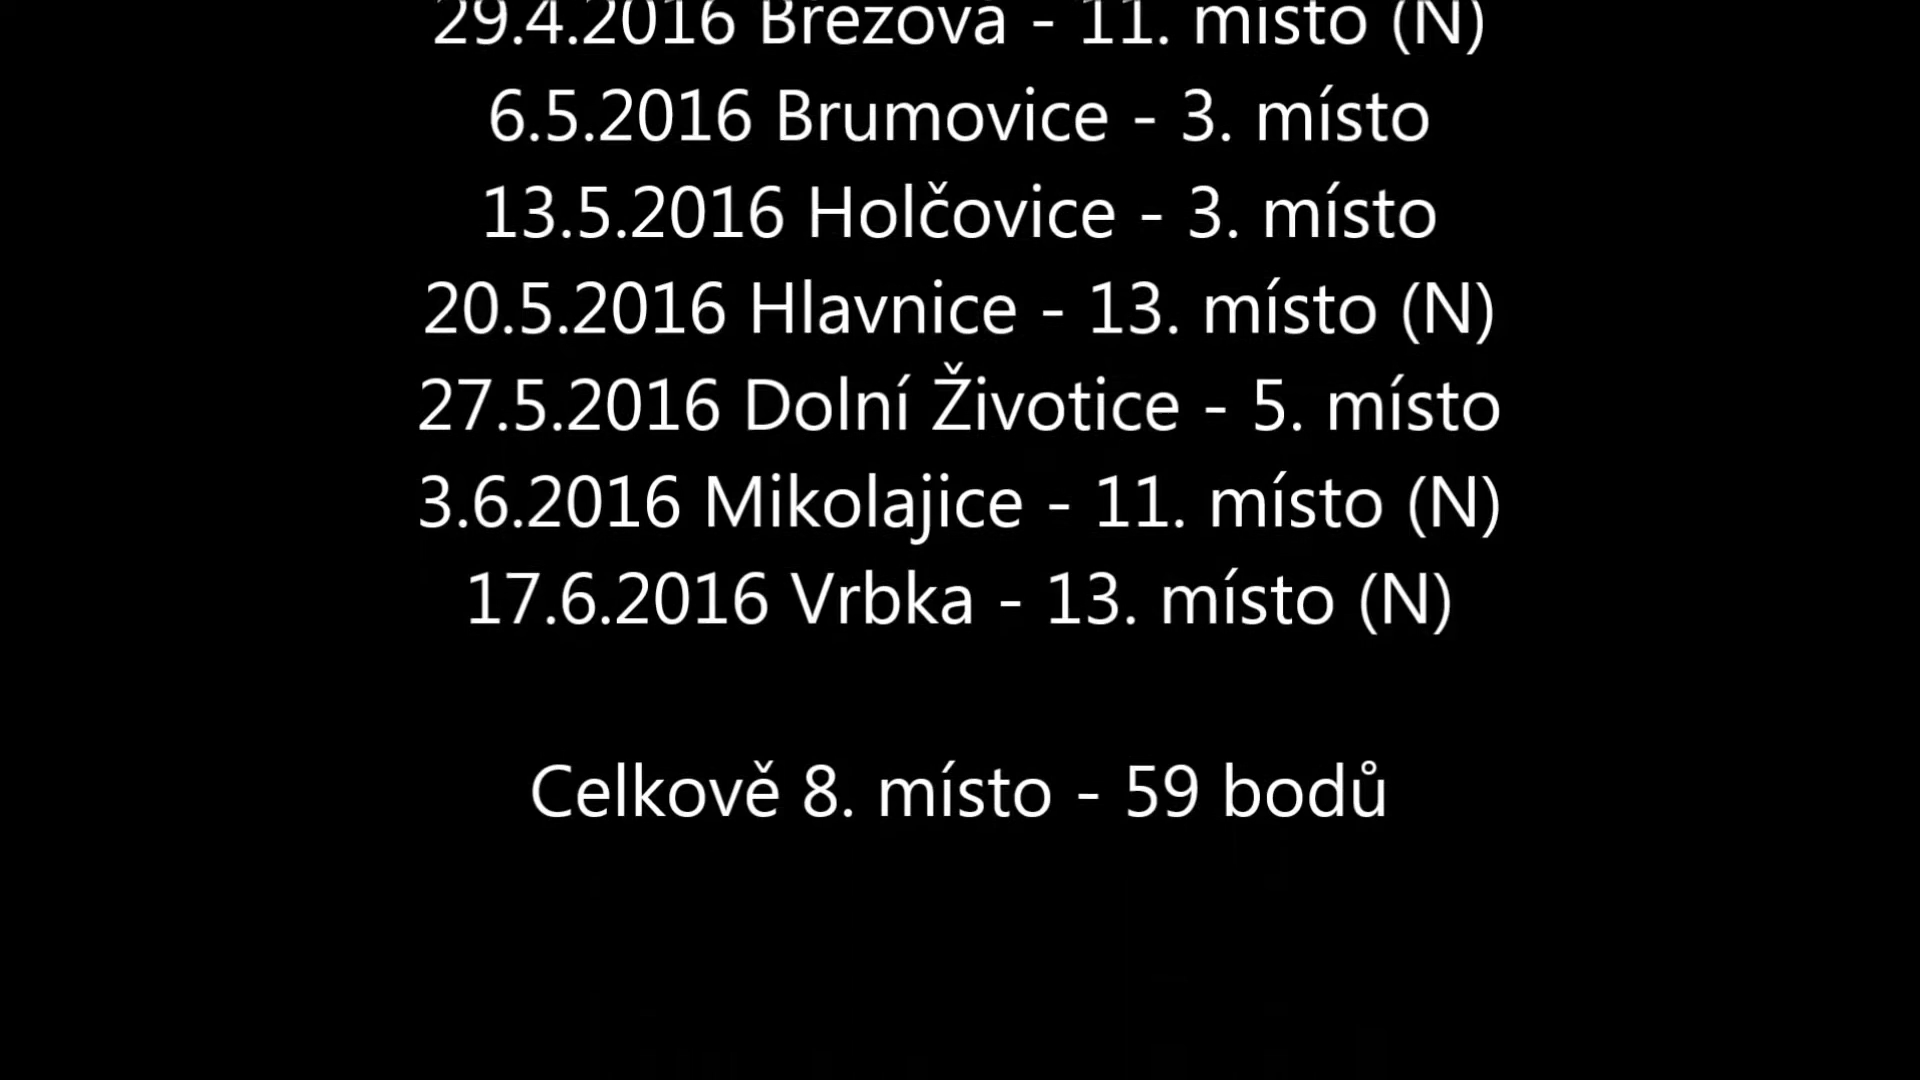 29.4.2016 Březová - 11. místo (N)
6.5.2016 Brumovice - 3. místo
13.5.2016 Holčovice - 3. místo
20.5.2016 Hlavnice - 13. místo (N)
27.5.2016 Dolní Životice - 5. místo
3.6.2016 Mikolajice - 11. místo (N)
17.6.2016 Vrbka - 13. místo (N)
Celkově 8. místo - 59 bodů